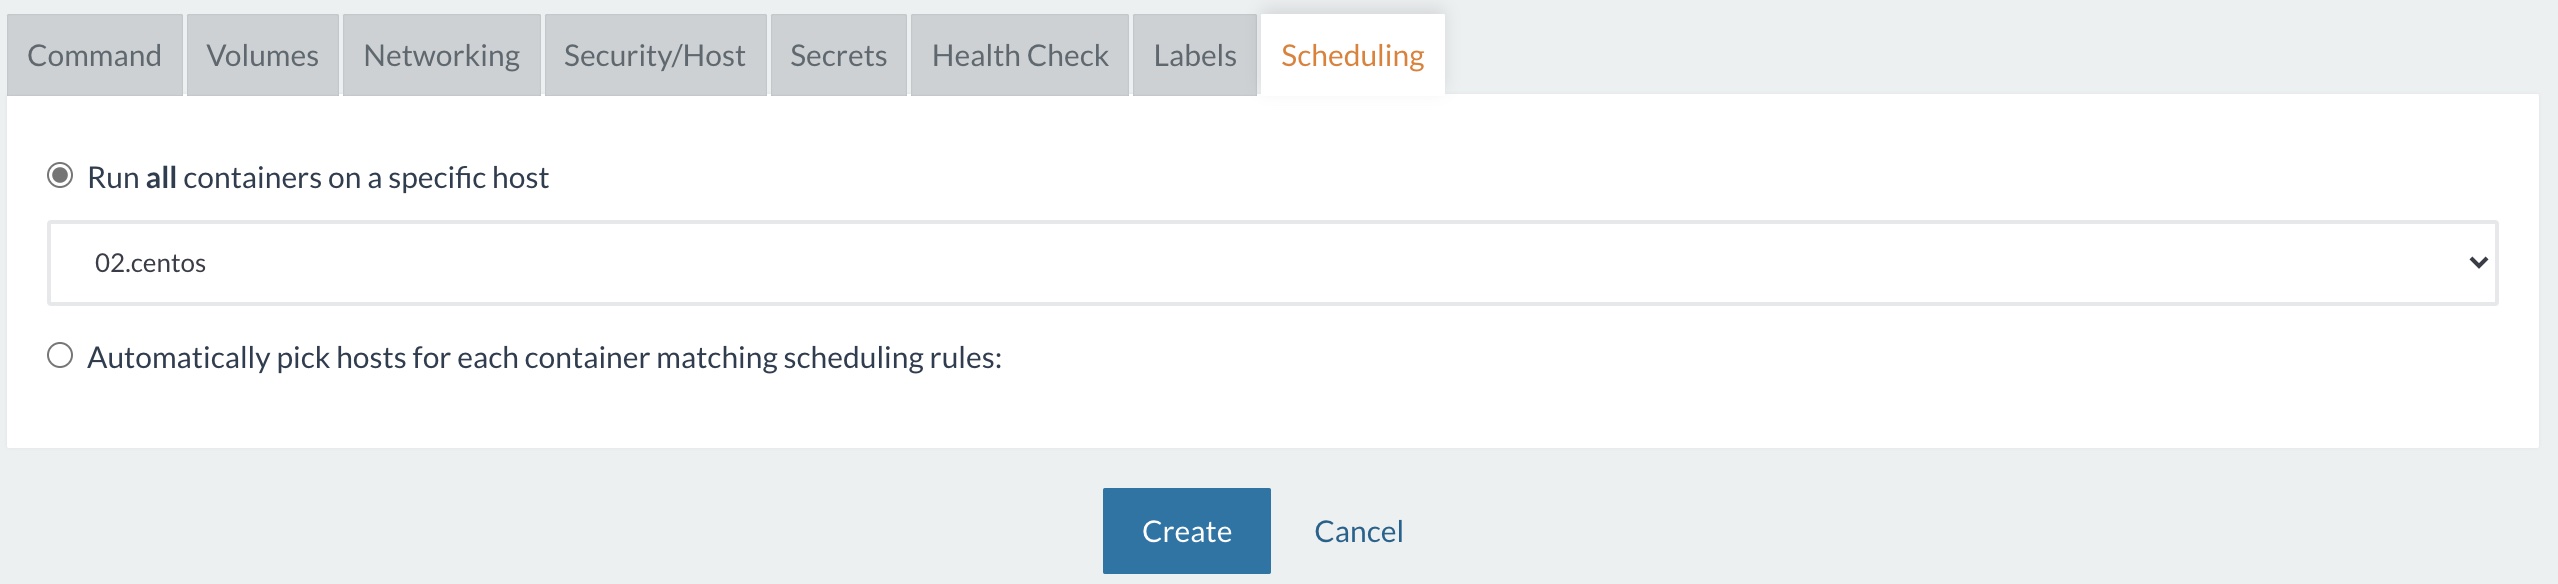 Command Volumes Networking Security/Host Secrets Health Check Labels Scheduling
Run all containers on a specific host
02.centos
Automatically pick hosts for each container matching scheduling rules:
Create Cancel